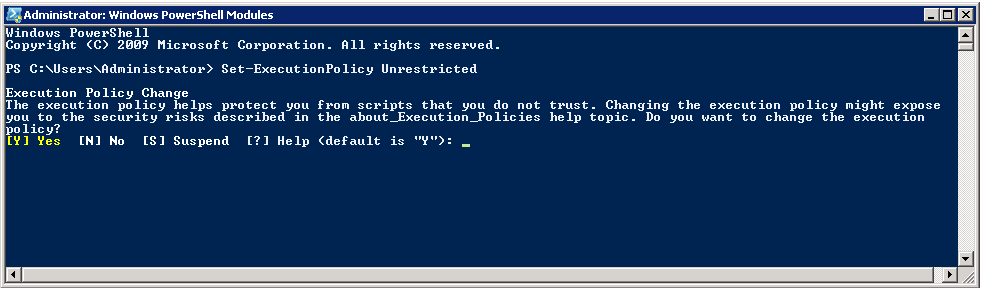 Administrator: Windows PowerShell Modules
Windows PowerShell
Copyright (C) 2009 Microsoft Corporation. All rights reserved.
PS C:\Users\Administrator> Set-ExecutionPolicy Unrestricted
Execution Policy Change
The execution policy helps protect you from scripts that you do not trust. Changing the execution policy might expose
you to the security risks described in the about_Execution_Policies help topic. Do you want to change the execution
policy?
[Y] Yes  [N] No  [S] Suspend  [?] Help (default is "Y"):